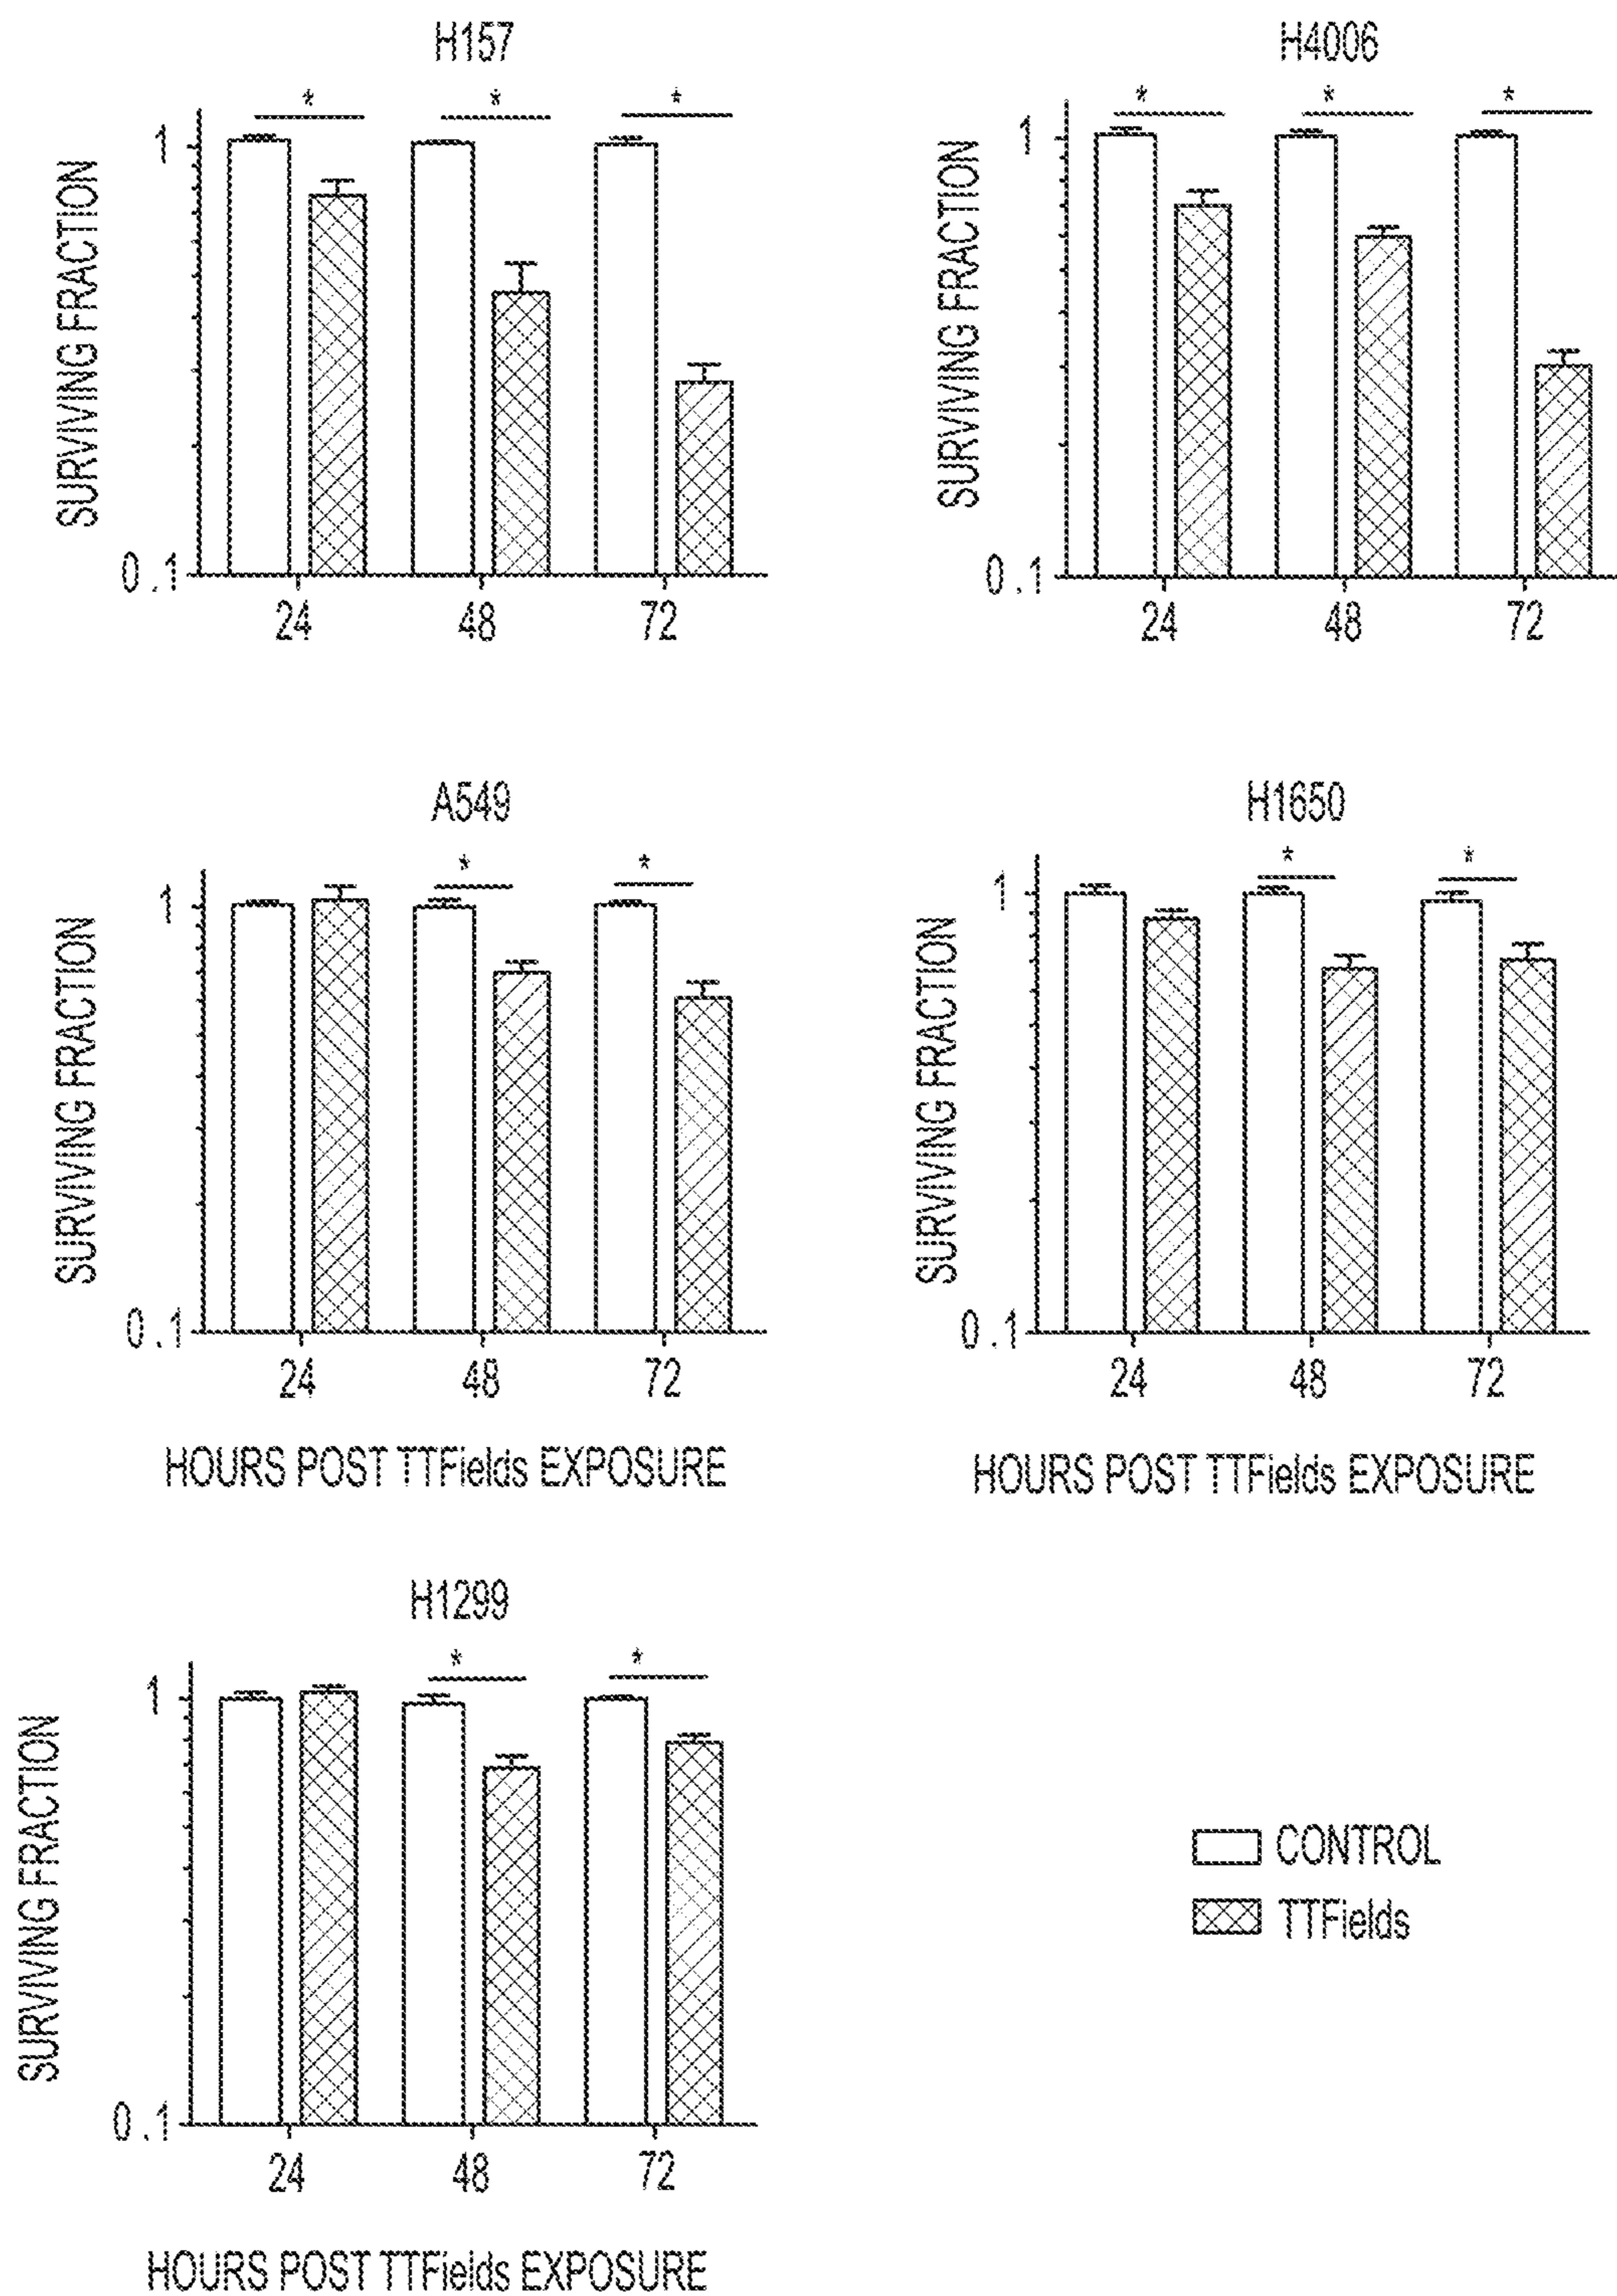 H157
*
*
*
1
SURVIVING FRACTION
0.1
24
48
72
H4006
*
*
*
1
SURVIVING FRACTION
0.1
24
48
72
A549
*
*
1
SURVIVING FRACTION
0.1
24
48
72
HOURS POST TTFields EXPOSURE
H1650
*
*
1
SURVIVING FRACTION
0.1
24
48
72
HOURS POST TTFields EXPOSURE
H1299
*
*
1
SURVIVING FRACTION
0.1
24
48
72
HOURS POST TTFields EXPOSURE
CONTROL
TTFields